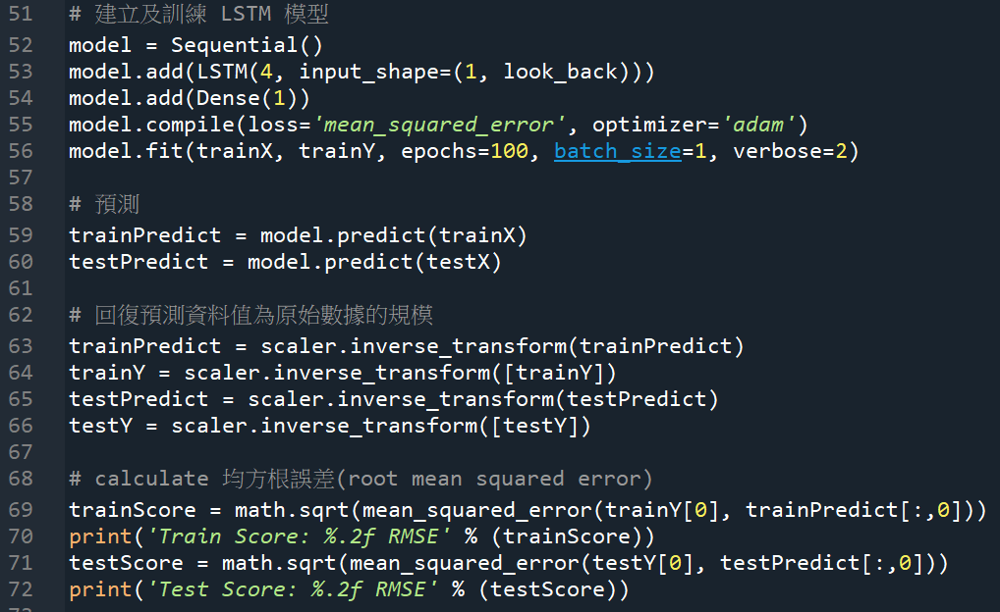 51 # 建立及訓練 LSTM 模型
52 model = Sequential()
53 model.add(LSTM(4, input_shape=(1, look_back)))
54 model.add(Dense(1))
55 model.compile(loss='mean_squared_error', optimizer='adam')
56 model.fit(trainX, trainY, epochs=100, batch_size=1, verbose=2)
57
58 # 預測
59 trainPredict = model.predict(trainX)
60 testPredict = model.predict(testX)
61
62 # 回復預測資料值為原始數據的規模
63 trainPredict = scaler.inverse_transform(trainPredict)
64 trainY = scaler.inverse_transform([trainY])
65 testPredict = scaler.inverse_transform(testPredict)
66 testY = scaler.inverse_transform([testY])
67
68 # calculate 均方根誤差(root mean squared error)
69 trainScore = math.sqrt(mean_squared_error(trainY[0], trainPredict[:,0]))
70 print('Train Score: %.2f RMSE' % (trainScore))
71 testScore = math.sqrt(mean_squared_error(testY[0], testPredict[:,0]))
72 print('Test Score: %.2f RMSE' % (testScore))